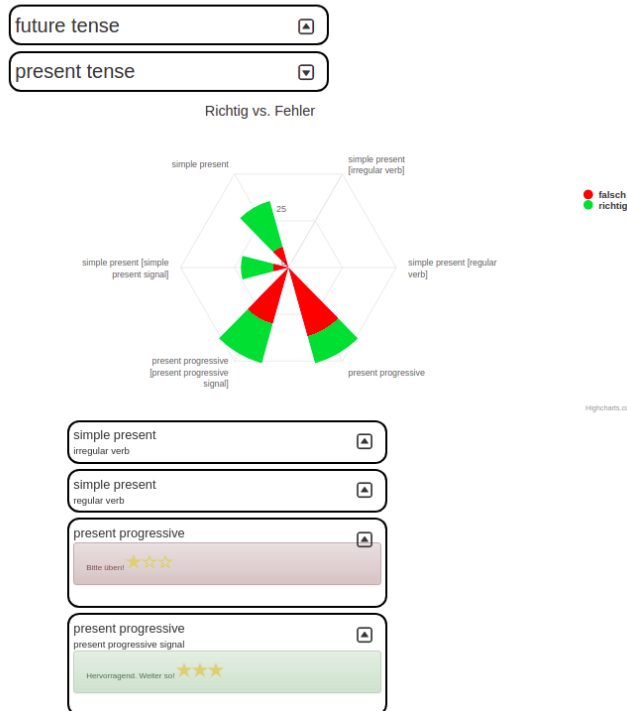 future tense
present tense
Richtig vs. Fehler
simple present
simple present
[irregular verb]
25
falsch
richtig
simple present [simple
present signal]
simple present [regular
verb]
present progressive
[present progressive
signal]
present progressive
Highcharts.co
simple present
irregular verb
simple present
regular verb
present progressive
Bitte üben!
present progressive
present progressive signal
Hervorragend. Weiter so!